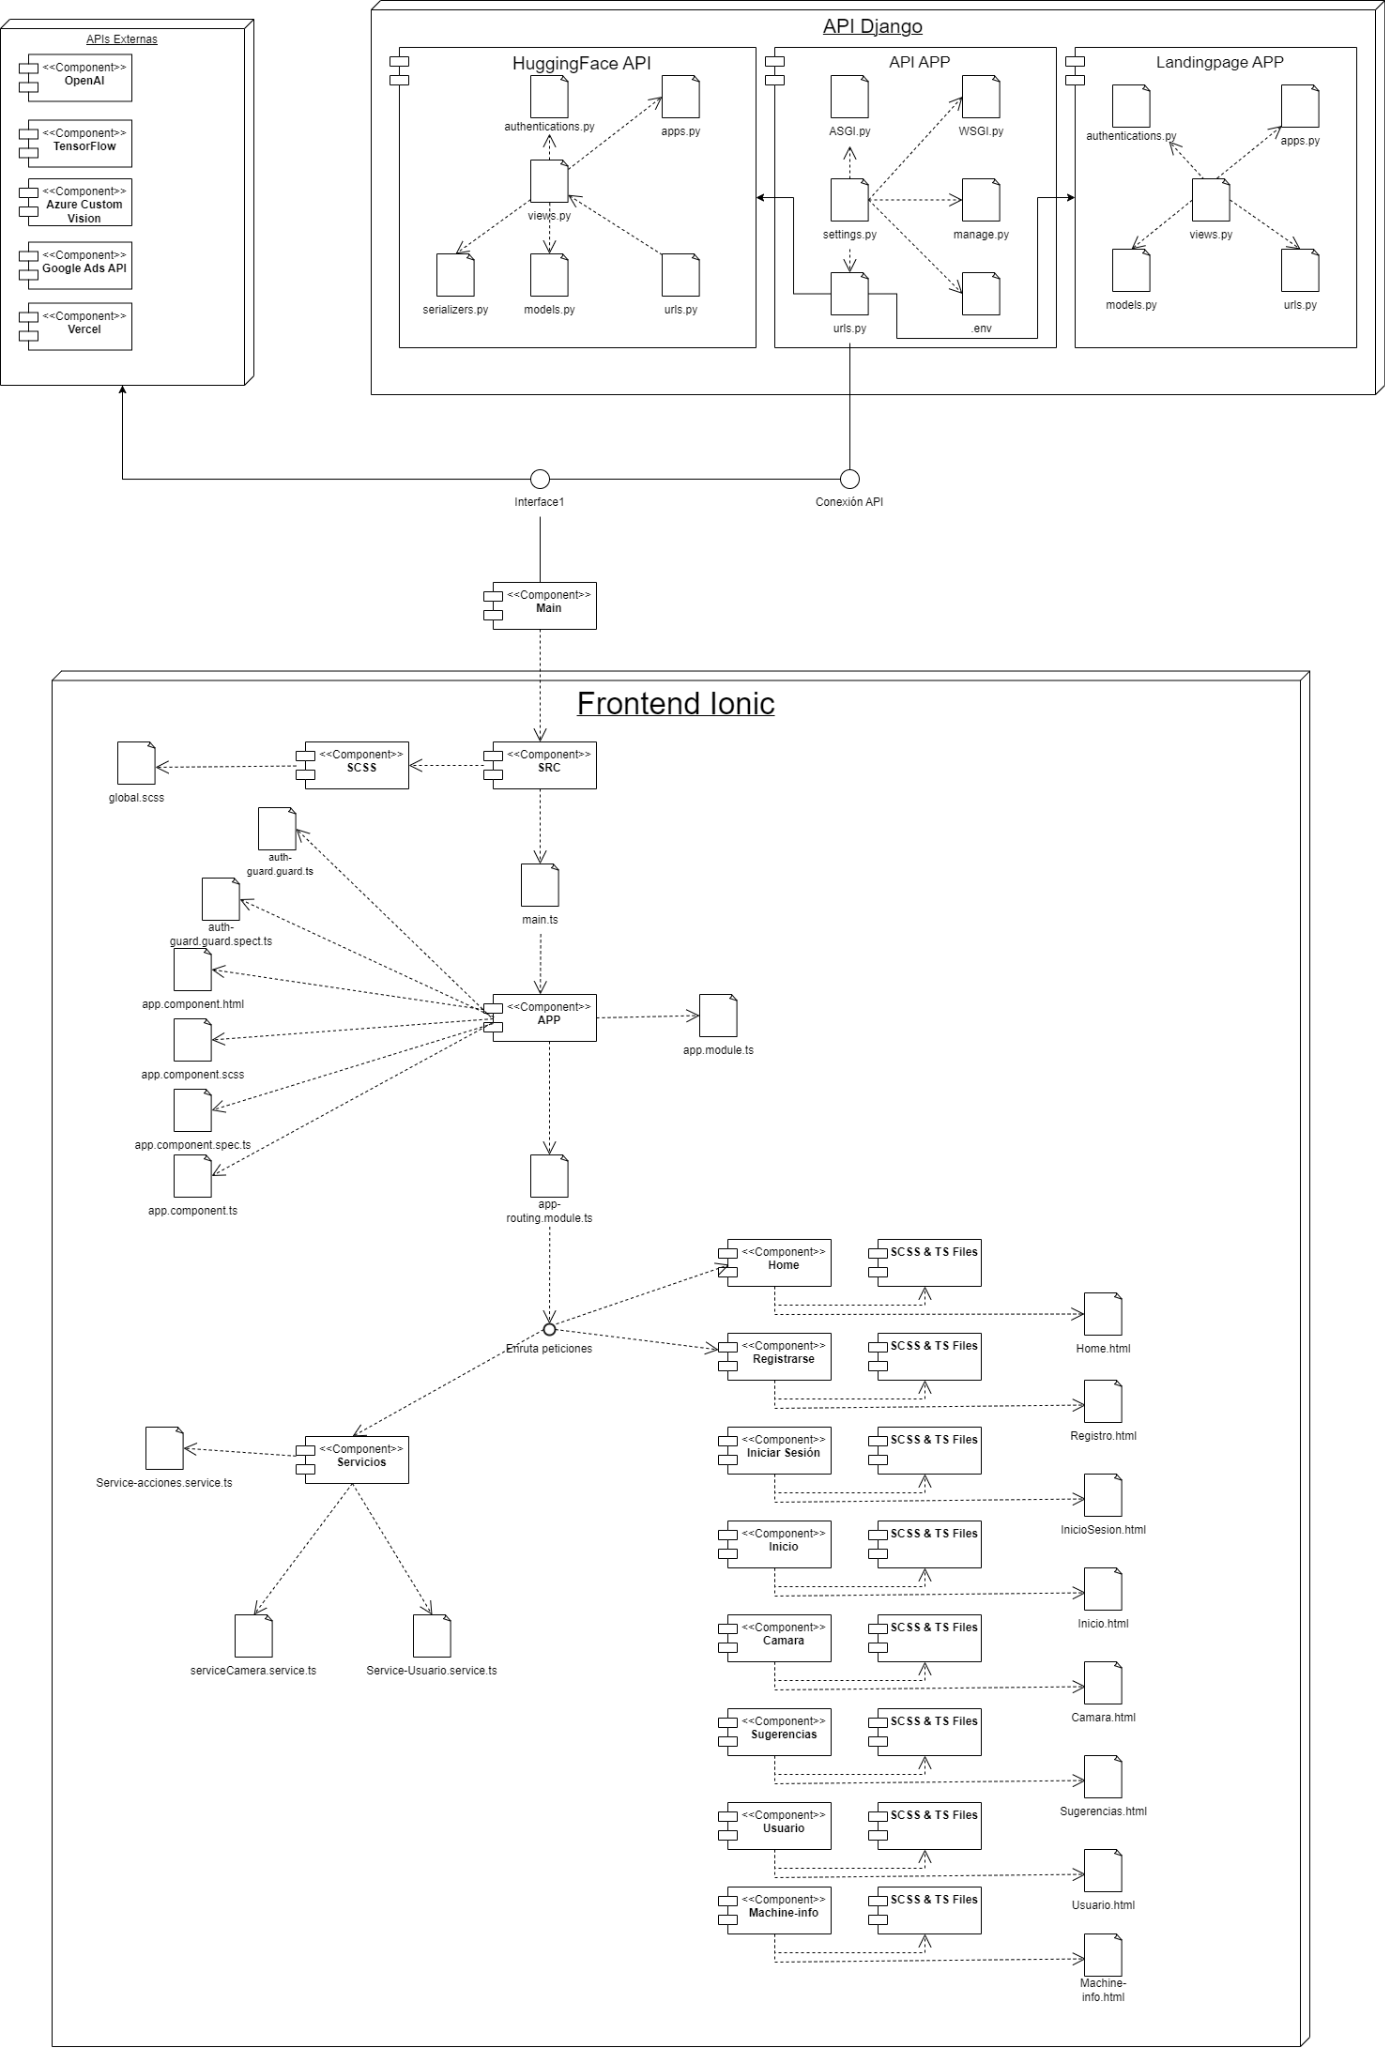 APIs Externas
<<Component>>
OpenAI
<<Component>>
TensorFlow
<<Component>>
Azure Custom
Vision
<<Component>>
Google Ads API
<<Component>>
Vercel
API Django
HuggingFace API
authentications.py
apps.py
views.py
serializers.py
models.py
urls.py
API APP
ASGI.py
WSGI.py
settings.py
manage.py
urls.py
.env
Landingpage APP
authentications.py
apps.py
views.py
models.py
urls.py
Interface1
Conexión API
<<Component>>
Main
Frontend Ionic
global.scss
<<Component>>
SCSS
<<Component>>
SRC
auth-
guard.guard.ts
main.ts
auth-
guard.guard.spect.ts
app.component.html
<<Component>>
APP
app.module.ts
app.component.scss
app.component.spec.ts
app.component.ts
app-
routing.module.ts
Enruta peticiones
<<Component>>
Home
SCSS & TS Files
Home.html
<<Component>>
Registrarse
SCSS & TS Files
Registro.html
<<Component>>
Servicios
Service-acciones.service.ts
serviceCamera.service.ts
Service-Usuario.service.ts
<<Component>>
Iniciar Sesión
SCSS & TS Files
InicioSesion.html
<<Component>>
Inicio
SCSS & TS Files
Inicio.html
<<Component>>
Camara
SCSS & TS Files
Camara.html
<<Component>>
Sugerencias
SCSS & TS Files
Sugerencias.html
<<Component>>
Usuario
SCSS & TS Files
Usuario.html
<<Component>>
Machine-info
SCSS & TS Files
Machine-
info.html